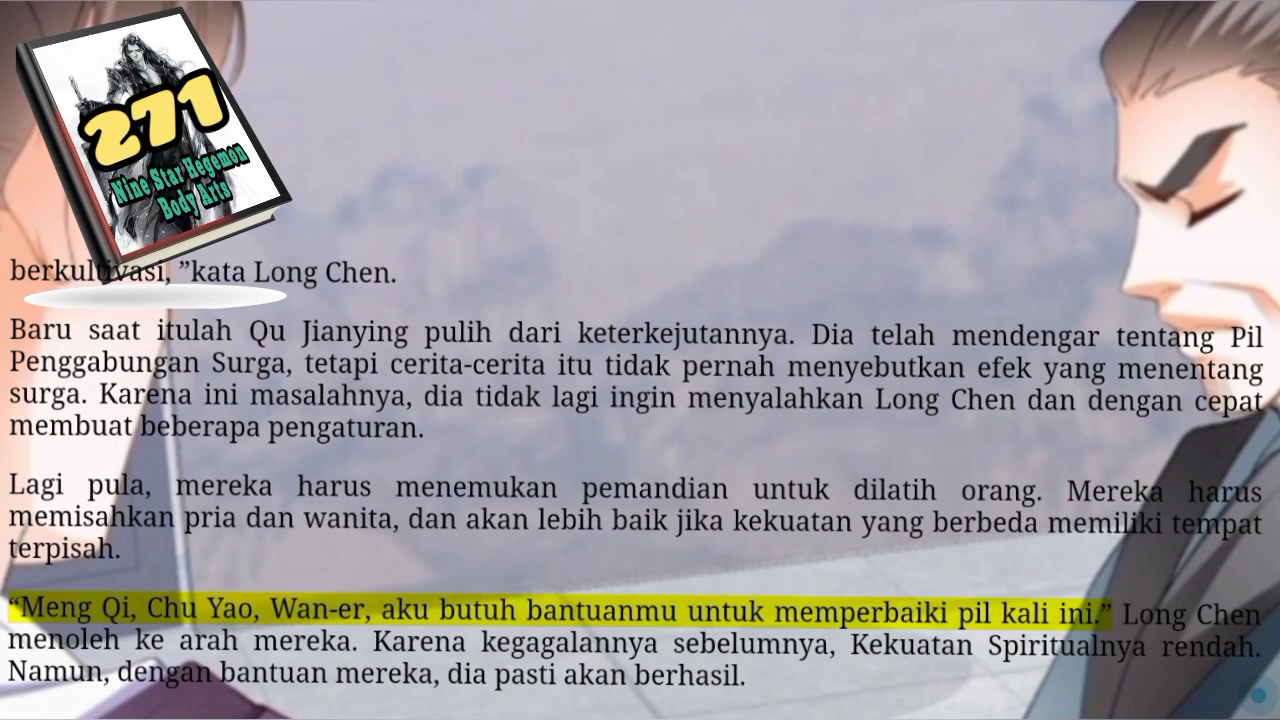 271
Nine Star Hegemon
Body Arts
berkultivasi, ”kata Long Chen.
Baru saat itulah Qu Jianying pulih dari keterkejutannya. Dia telah mendengar tentang Pil
Penggabungan Surga, tetapi cerita-cerita itu tidak pernah menyebutkan efek yang menentang
surga. Karena ini masalahnya, dia tidak lagi ingin menyalahkan Long Chen dan dengan cepat
membuat beberapa pengaturan.
Lagi pula, mereka harus menemukan pemandian untuk dilatih orang. Mereka harus
memisahkan pria dan wanita, dan akan lebih baik jika kekuatan yang berbeda memiliki tempat
terpisah.
“Meng Qi, Chu Yao, Wan-er, aku butuh bantuanmu untuk memperbaiki pil kali ini.” Long Chen
menoleh ke arah mereka. Karena kegagalannya sebelumnya, Kekuatan Spiritualnya rendah.
Namun, dengan bantuan mereka, dia pasti akan berhasil.